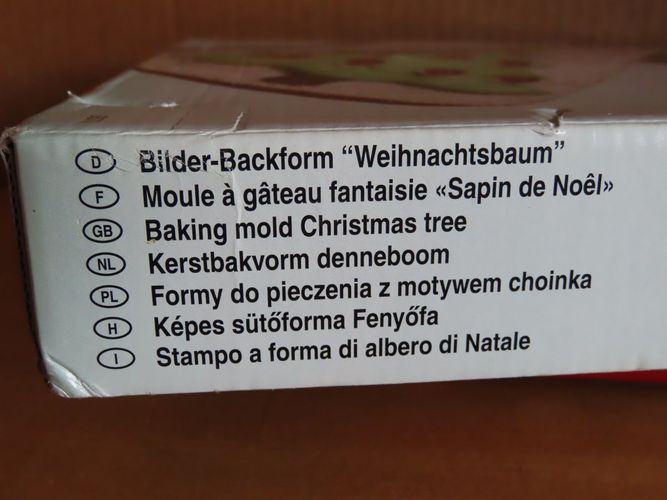 D Bilder-Backform “Weihnachtsbaum”
F Moule à gâteau fantaisie «Sapin de Noêl»
GB Baking mold Christmas tree
NL Kerstbakvorm denneboom
PL Formy do pieczenia z motywem choinka
H Képes sütőforma Fenyőfa
I Stampo a forma di albero di Natale